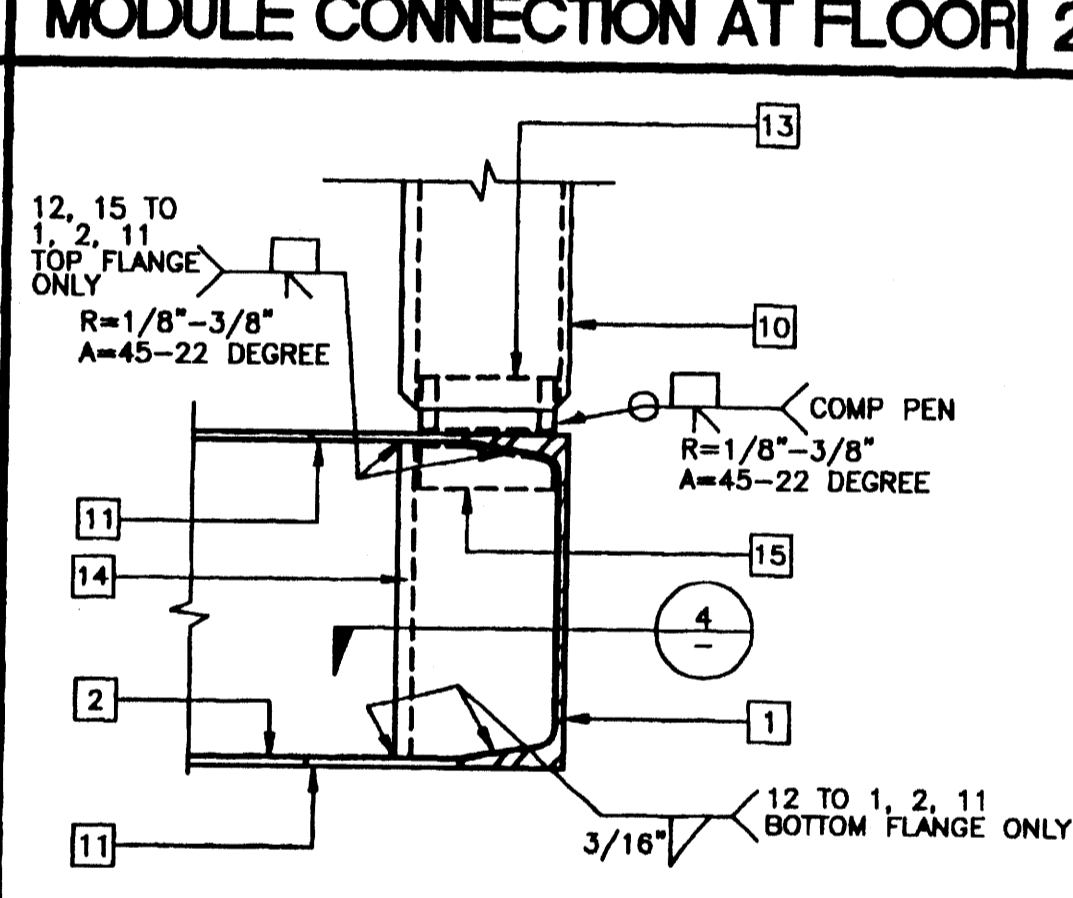 MODULE CONNECTION AT FLOOR 2
13
12, 15 TO
1, 2, 11
TOP FLANGE
ONLY
R=1/8"-3/8"
A=45-22 DEGREE
10
COMP PEN
R=1/8"-3/8"
A=45-22 DEGREE
11
15
14
4
-
2
1
12 TO 1, 2, 11
BOTTOM FLANGE ONLY
3/16"
11